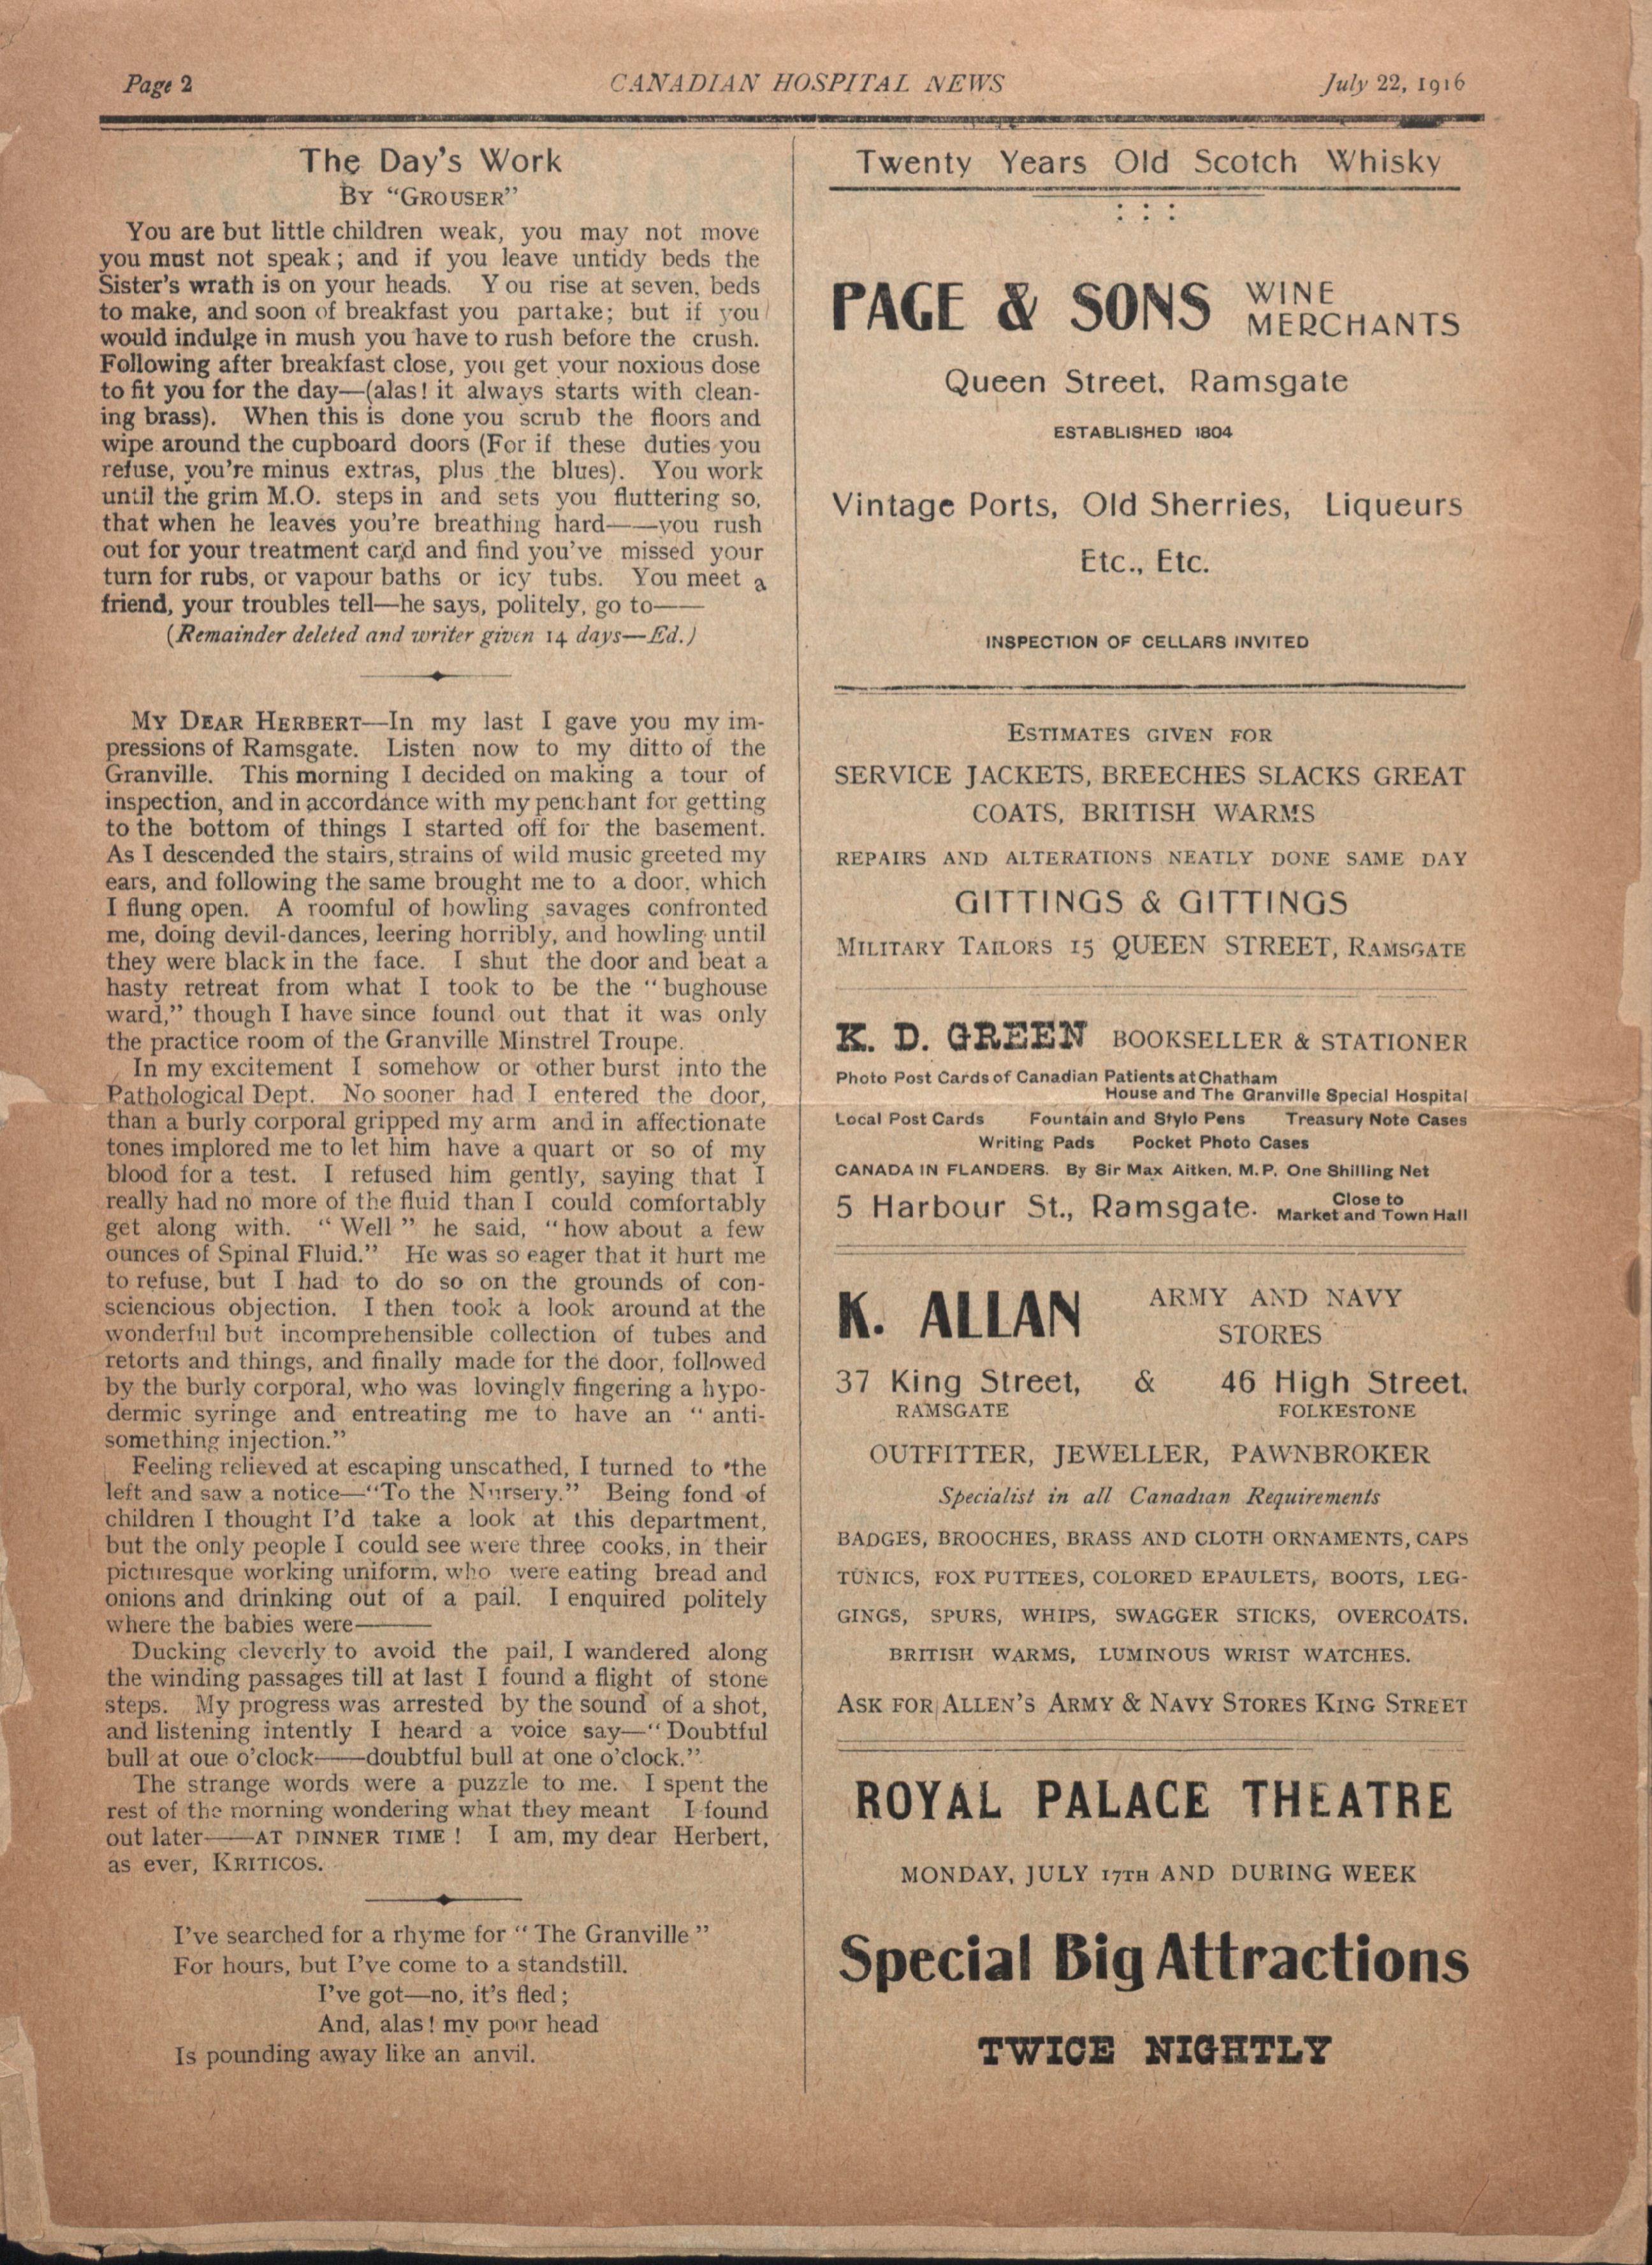 Page 2
CANADIAN HOSPITAL NEWS
July 22, 1916
The Day's Work
BY "GROUSER"
You are but little children weak, you may not move
you must not speak; and if you leave untidy beds the
Sister's wrath is on your heads. You rise at seven, beds
to make, and soon of breakfast you partake; but if you
would indulge in mush you have to rush before the crush.
Following after breakfast close, you get your noxious dose
to fit you for the day—(alas! it always starts with clean-
ing brass). When this is done you scrub the floors and
wipe around the cupboard doors (For if these duties you
refuse, you're minus extras, plus the blues). You work
until the grim M.O. steps in and sets you fluttering so,
that when he leaves you're breathing hard——you rush
out for your treatment card and find you've missed your
turn for rubs, or vapour baths or icy tubs. You meet a
friend, your troubles tell—he says, politely, go to——
(Remainder deleted and writer given 14 days—Ed.)
MY DEAR HERBERT—In my last I gave you my im-
pressions of Ramsgate. Listen now to my ditto of the
Granville. This morning I decided on making a tour of
inspection, and in accordance with my penchant for getting
to the bottom of things I started off for the basement.
As I descended the stairs, strains of wild music greeted my
ears, and following the same brought me to a door, which
I flung open. A roomful of howling savages confronted
me, doing devil-dances, leering horribly, and howling until
they were black in the face. I shut the door and beat a
hasty retreat from what I took to be the "bughouse
ward," though I have since found out that it was only
the practice room of the Granville Minstrel Troupe.
In my excitement I somehow or other burst into the
Pathological Dept. No sooner had I entered the door,
than a burly corporal gripped my arm and in affectionate
tones implored me to let him have a quart or so of my
blood for a test. I refused him gently, saying that I
really had no more of the fluid than I could comfortably
get along with. "Well" he said, "how about a few
ounces of Spinal Fluid." He was so eager that it hurt me
to refuse, but I had to do so on the grounds of con-
sciencious objection. I then took a look around at the
wonderful but incomprehensible collection of tubes and
retorts and things, and finally made for the door, followed
by the burly corporal, who was lovingly fingering a hypo-
dermic syringe and entreating me to have an "anti-
something injection."
Feeling relieved at escaping unscathed, I turned to the
left and saw a notice—"To the Nursery." Being fond of
children I thought I'd take a look at this department,
but the only people I could see were three cooks, in their
picturesque working uniform, who were eating bread and
onions and drinking out of a pail. I enquired politely
where the babies were———
Ducking cleverly to avoid the pail, I wandered along
the winding passages till at last I found a flight of stone
steps. My progress was arrested by the sound of a shot,
and listening intently I heard a voice say—"Doubtful
bull at oue o'clock——doubtful bull at one o'clock."
The strange words were a puzzle to me. I spent the
rest of the morning wondering what they meant I found
out later——AT DINNER TIME! I am, my dear Herbert,
as ever, KRITICOS.
I've searched for a rhyme for "The Granville"
For hours, but I've come to a standstill.
I've got—no, it's fled;
And, alas! my poor head
Is pounding away like an anvil.
Twenty Years Old Scotch Whisky
: : :
PAGE & SONS WINE
MERCHANTS
Queen Street, Ramsgate
ESTABLISHED 1804
Vintage Ports, Old Sherries, Liqueurs
Etc., Etc.
INSPECTION OF CELLARS INVITED
ESTIMATES GIVEN FOR
SERVICE JACKETS, BREECHES SLACKS GREAT
COATS, BRITISH WARMS
REPAIRS AND ALTERATIONS NEATLY DONE SAME DAY
GITTINGS & GITTINGS
MILITARY TAILORS 15 QUEEN STREET, RAMSGATE
K. D. GREEN BOOKSELLER & STATIONER
Photo Post Cards of Canadian Patients at Chatham
House and The Granville Special Hospital
Local Post Cards Fountain and Stylo Pens Treasury Note Cases
Writing Pads Pocket Photo Cases
CANADA IN FLANDERS. By Sir Max Aitken, M.P. One Shilling Net
5 Harbour St., Ramsgate. Close to
Market and Town Hall
K. ALLAN ARMY AND NAVY
STORES
37 King Street, & 46 High Street,
RAMSGATE FOLKESTONE
OUTFITTER, JEWELLER, PAWNBROKER
Specialist in all Canadian Requirements
BADGES, BROOCHES, BRASS AND CLOTH ORNAMENTS, CAPS
TUNICS, FOX PUTTEES, COLORED EPAULETS, BOOTS, LEG-
GINGS, SPURS, WHIPS, SWAGGER STICKS, OVERCOATS.
BRITISH WARMS, LUMINOUS WRIST WATCHES.
ASK FOR ALLEN'S ARMY & NAVY STORES KING STREET
ROYAL PALACE THEATRE
MONDAY, JULY 17TH AND DURING WEEK
Special Big Attractions
TWICE NIGHTLY